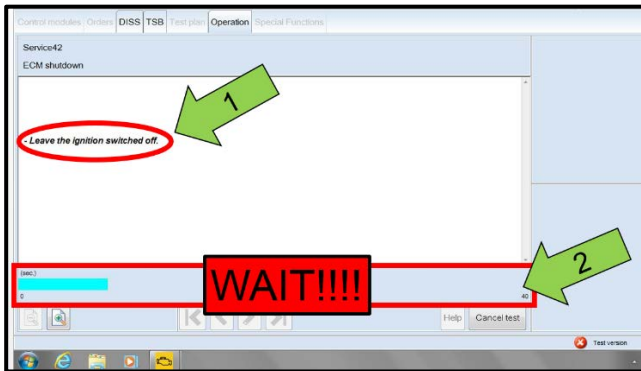 Control modules Orders DISS TSB Test plan Operation Special Functions
Service42
ECM shutdown
1
- Leave the ignition switched off.
2
(sec.)
WAIT!!!!
0 40
Help Cancel test
Test version